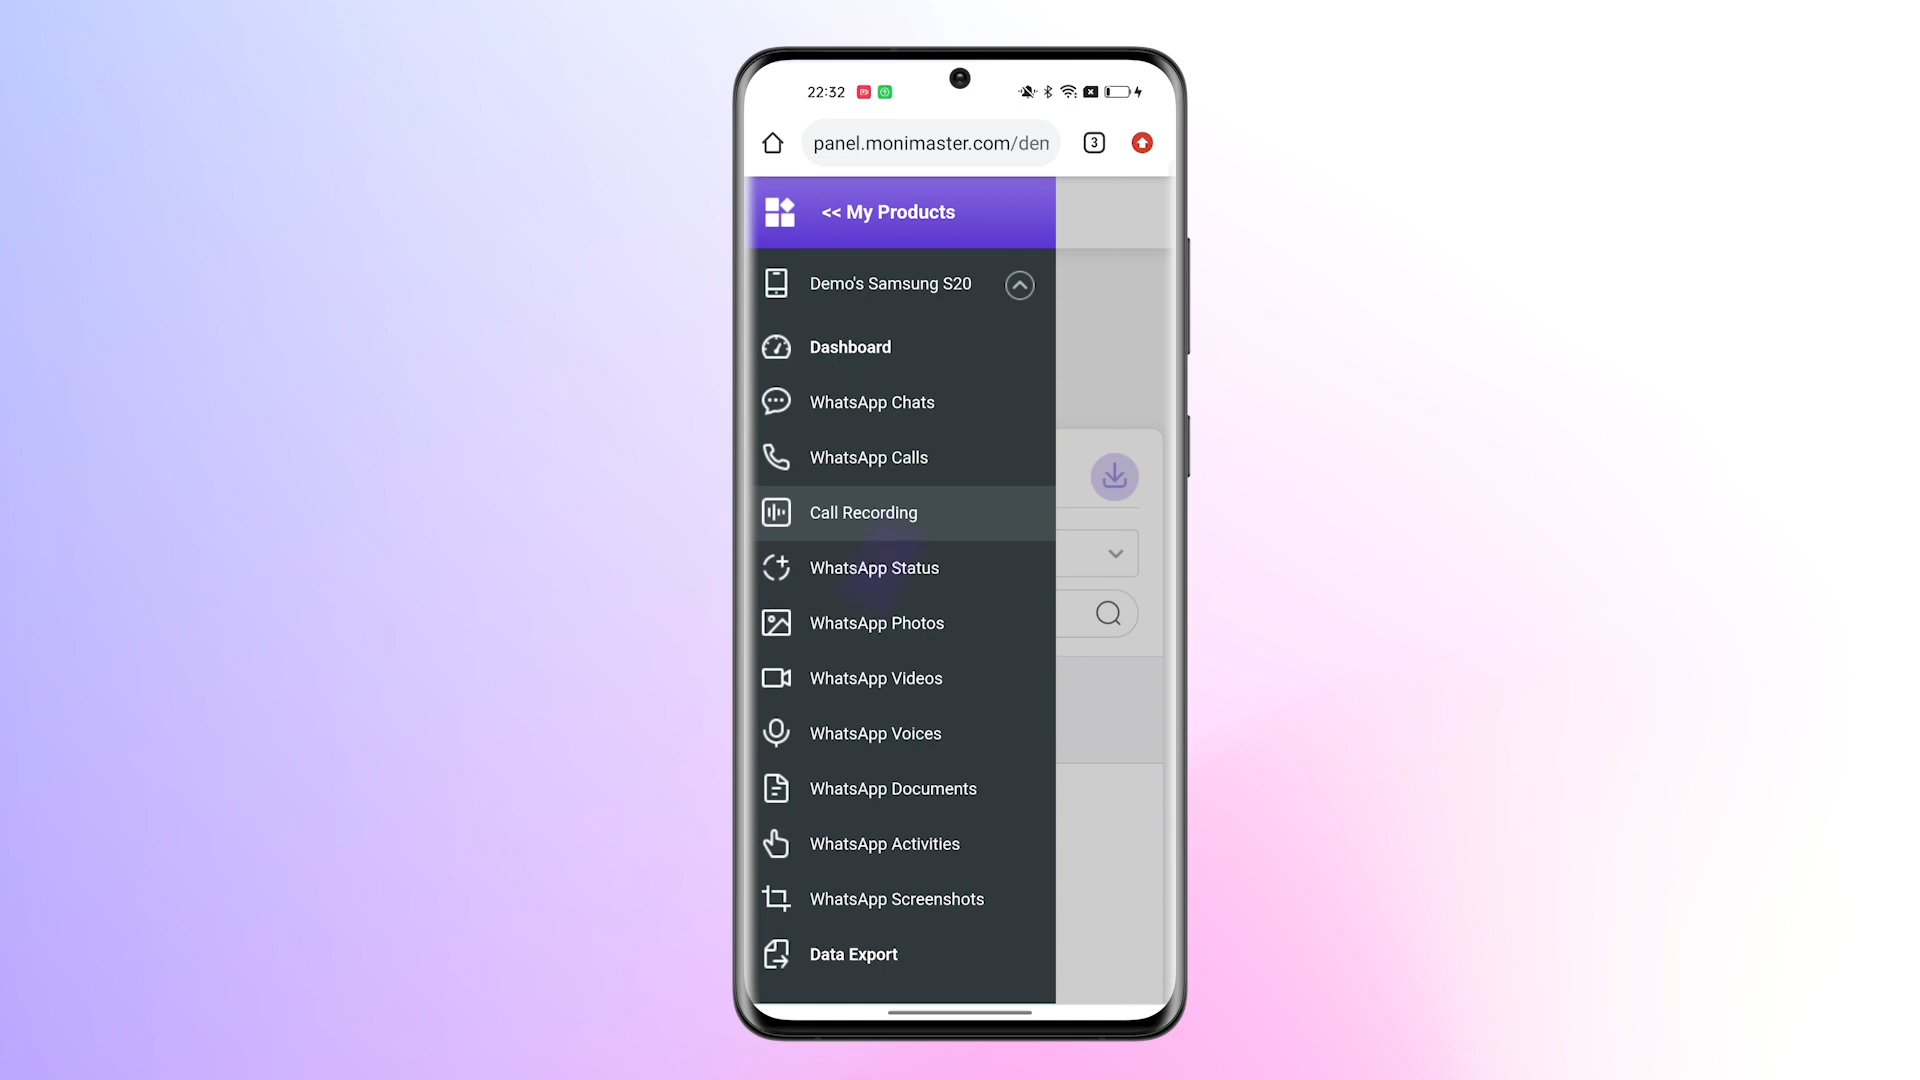 22:32
panel.monimaster.com/den
3
<< My Products
Demo's Samsung S20
Dashboard
WhatsApp Chats
WhatsApp Calls
Call Recording
WhatsApp Status
WhatsApp Photos
WhatsApp Videos
WhatsApp Voices
WhatsApp Documents
WhatsApp Activities
WhatsApp Screenshots
Data Export